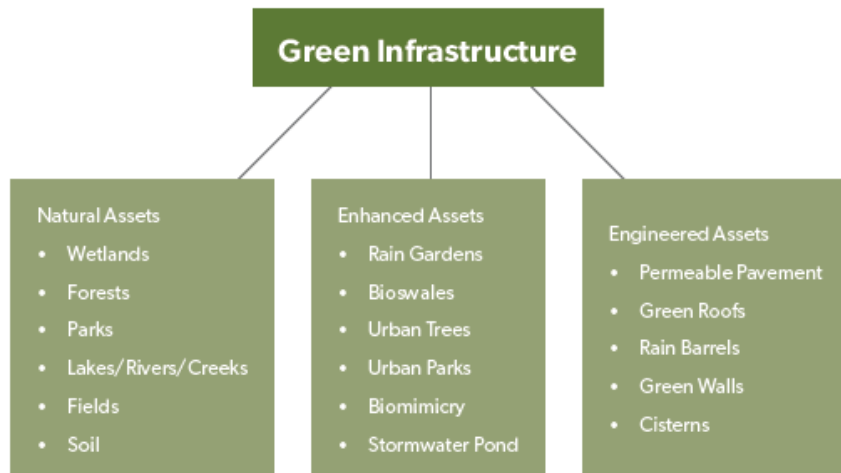 Green Infrastructure
Natural Assets
• Wetlands
• Forests
• Parks
• Lakes/Rivers/Creeks
• Fields
• Soil
Enhanced Assets
• Rain Gardens
• Bioswales
• Urban Trees
• Urban Parks
• Biomimicry
• Stormwater Pond
Engineered Assets
• Permeable Pavement
• Green Roofs
• Rain Barrels
• Green Walls
• Cisterns